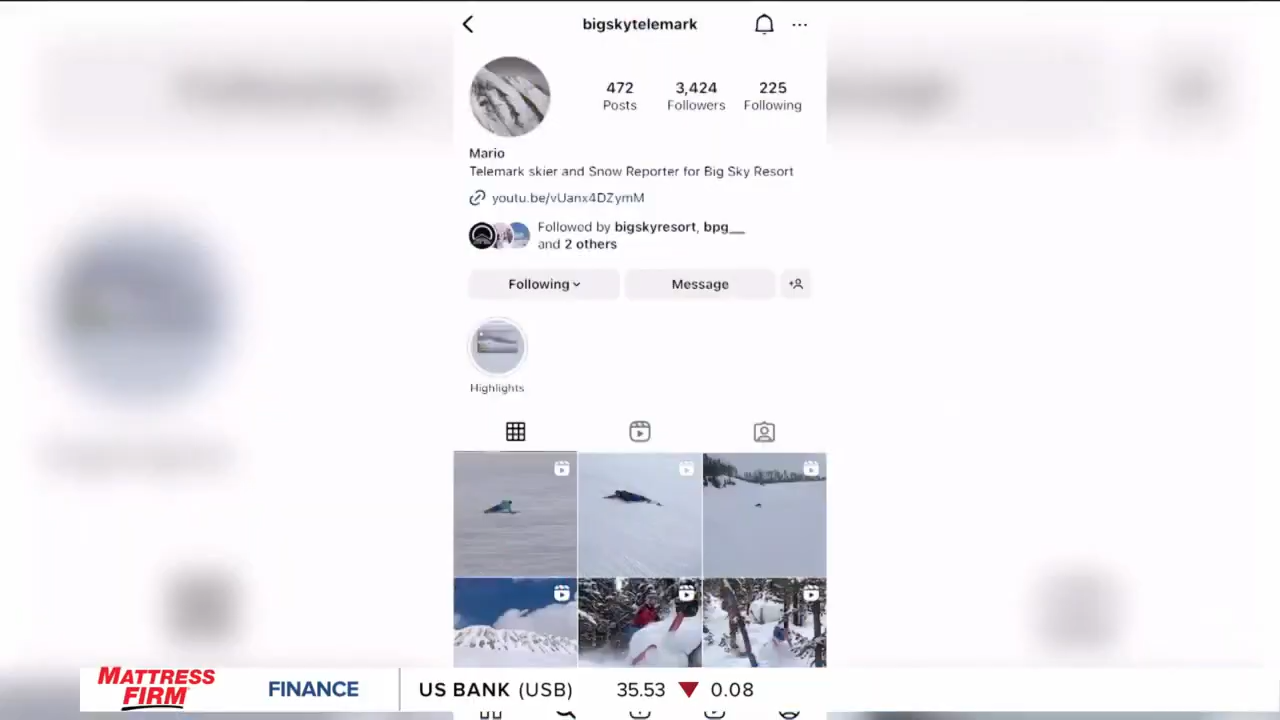 bigskytelemark
472
3,424
225
Posts
Followers
Following
Mario
Telemark skier and Snow Reporter for Big Sky Resort
youtu.be/vUanx4DZymM
Followed by bigskyresort, bpg__
and 2 others
Following
Message
Highlights
MATTRESS
FIRM
FINANCE
US BANK (USB) 35.53 ▼ 0.08